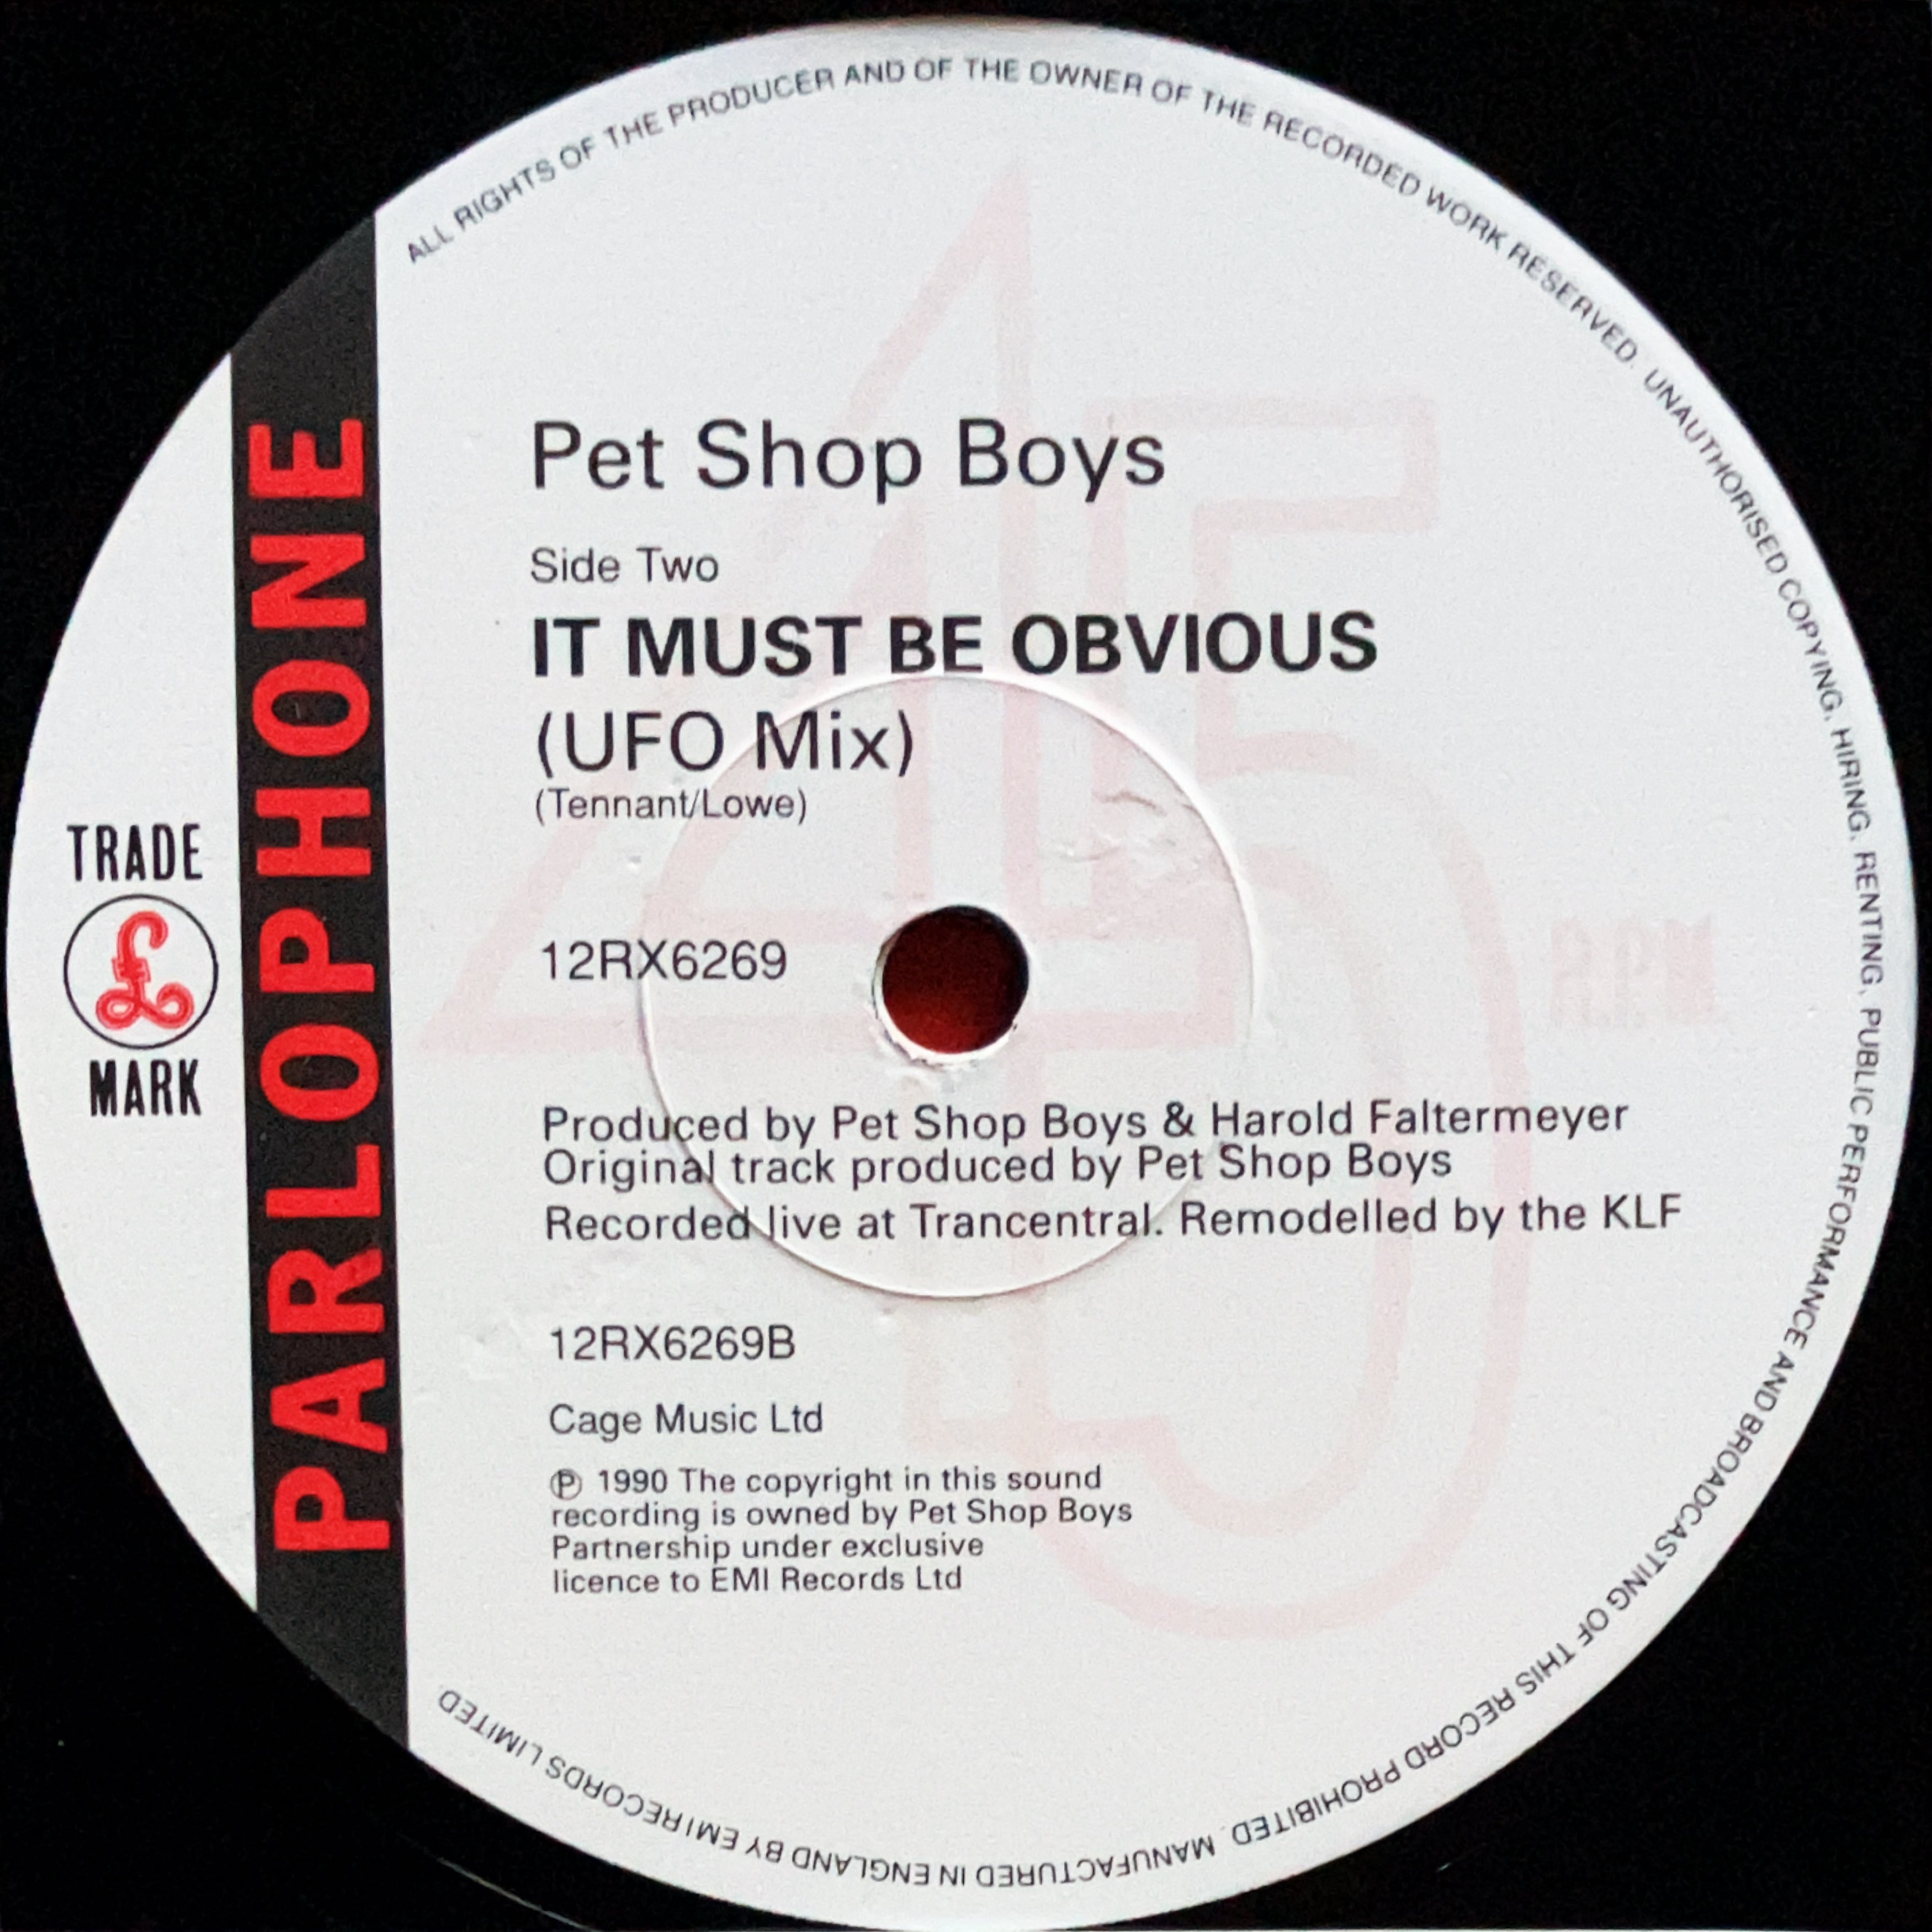 ALL RIGHTS OF THE PRODUCER AND OF THE OWNER OF THE RECORDED WORK RESERVED. UNAUTHORISED COPYING, HIRING, RENTING, PUBLIC PERFORMANCE AND BROADCASTING OF THIS RECORD PROHIBITED. MANUFACTURED IN ENGLAND BY EMI RECORDS LIMITED
PARLOPHONE
TRADE
£
MARK
Pet Shop Boys
Side Two
IT MUST BE OBVIOUS
(UFO Mix)
(Tennant/Lowe)
45
R.P.M.
12RX6269
Produced by Pet Shop Boys & Harold Faltermeyer
Original track produced by Pet Shop Boys
Recorded live at Trancentral. Remodelled by the KLF
12RX6269B
Cage Music Ltd
Ⓟ 1990 The copyright in this sound
recording is owned by Pet Shop Boys
Partnership under exclusive
licence to EMI Records Ltd